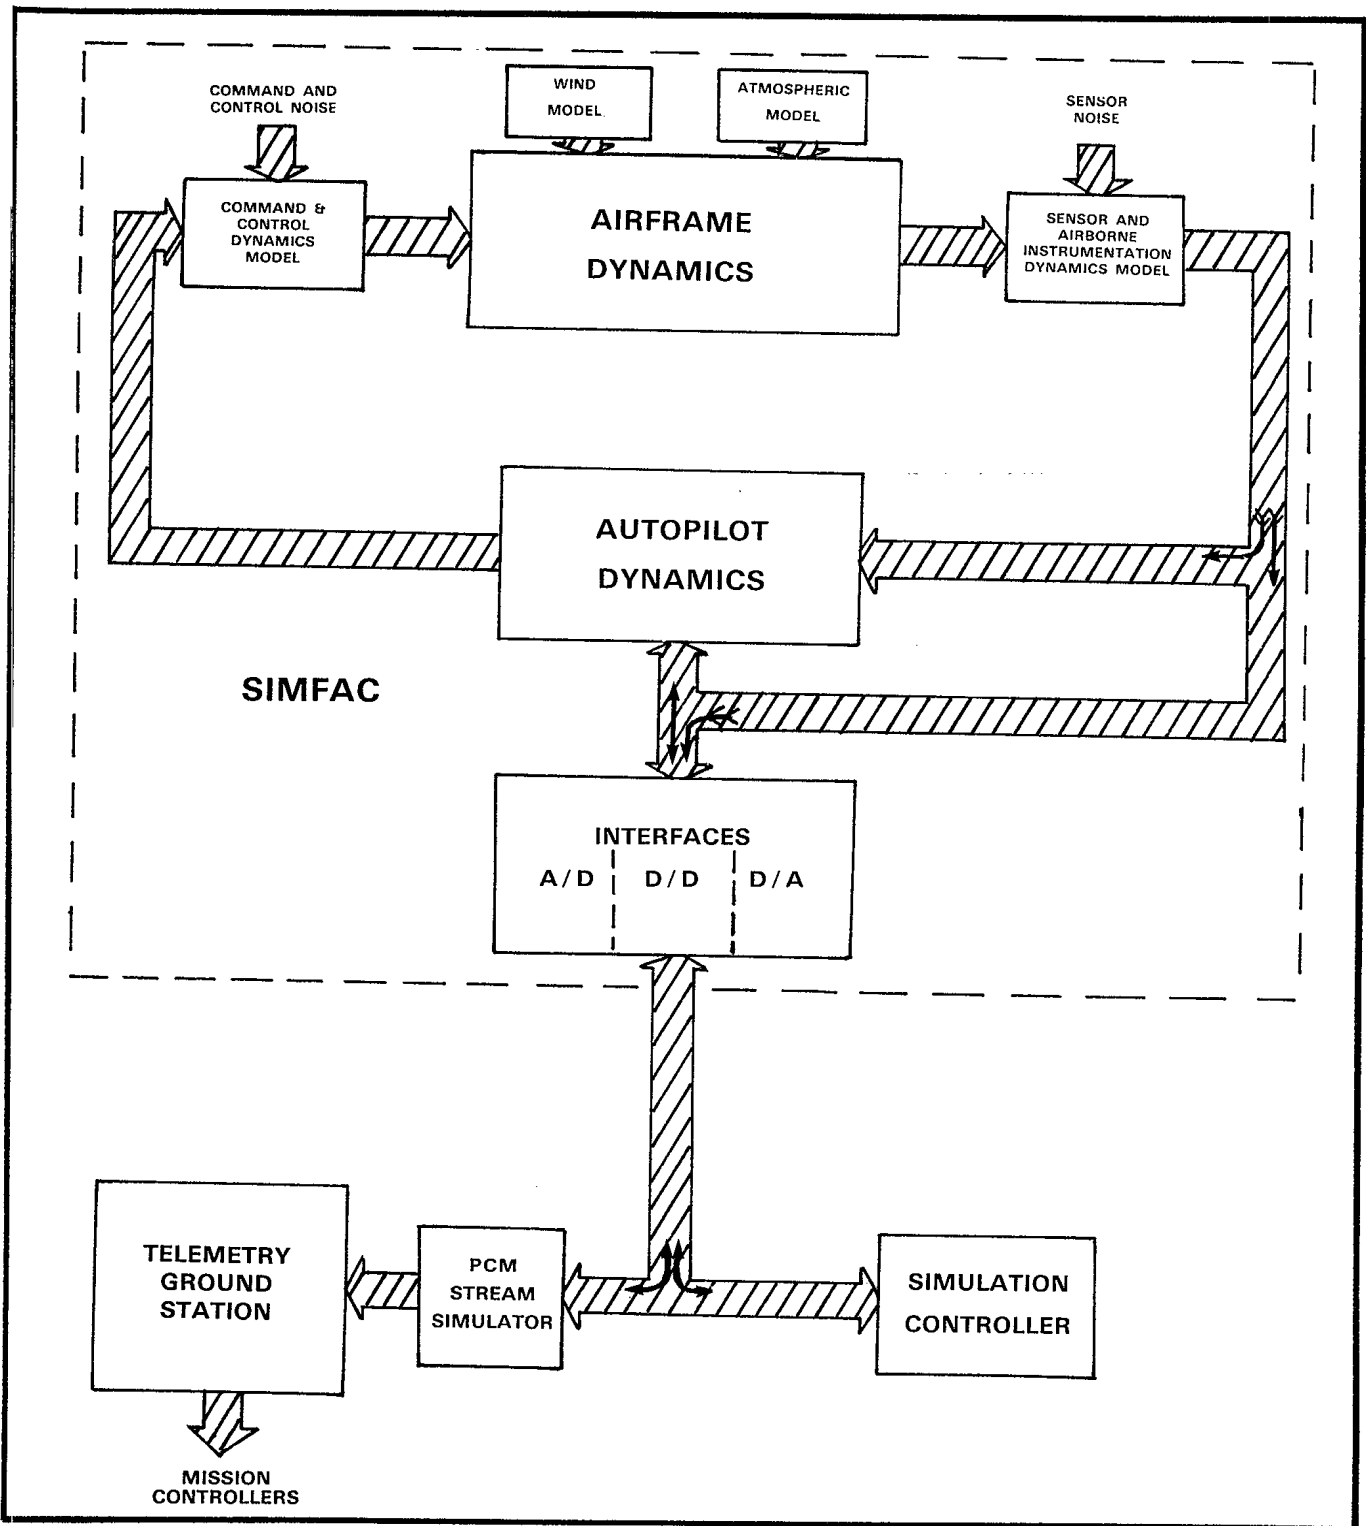 COMMAND AND
CONTROL NOISE
WIND
MODEL
ATMOSPHERIC
MODEL
SENSOR
NOISE
COMMAND &
CONTROL
DYNAMICS
MODEL
AIRFRAME
DYNAMICS
SENSOR AND
AIRBORNE
INSTRUMENTATION
DYNAMICS MODEL
AUTOPILOT
DYNAMICS
SIMFAC
INTERFACES
A/D D/D D/A
TELEMETRY
GROUND
STATION
PCM
STREAM
SIMULATOR
SIMULATION
CONTROLLER
MISSION
CONTROLLERS